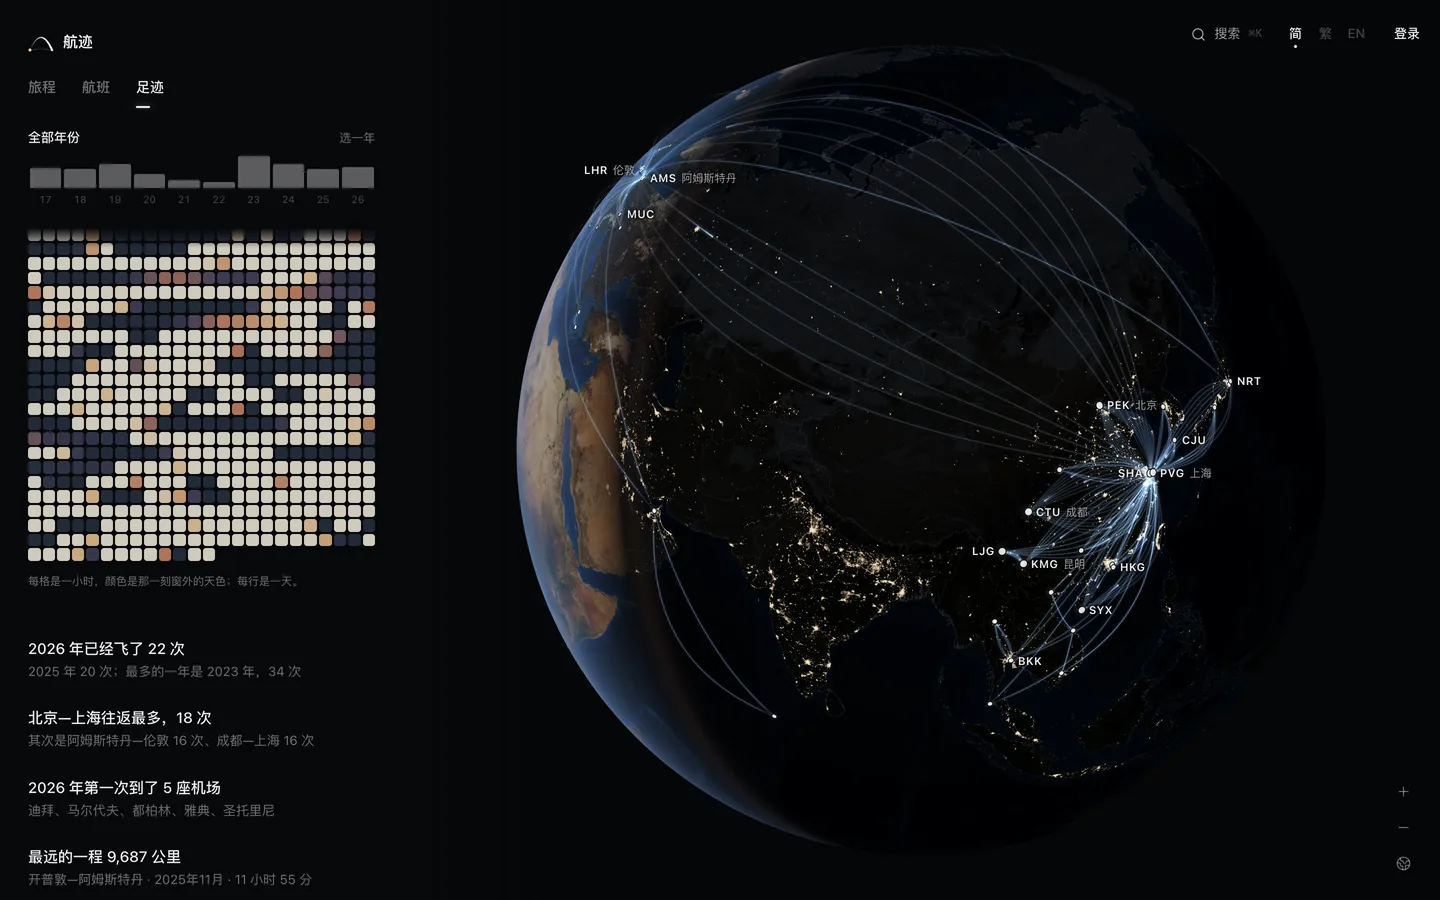 航迹
搜索 ⌘K 简 繁 EN 登录
旅程 航班 足迹
全部年份 选一年
17 18 19 20 21 22 23 24 25 26
每格是一小时，颜色是那一刻窗外的天色；每行是一天。
2026 年已经飞了 22 次
2025 年 20 次；最多的一年是 2023 年，34 次
北京—上海往返最多，18 次
其次是阿姆斯特丹—伦敦 16 次、成都—上海 16 次
2026 年第一次到了 5 座机场
迪拜、马尔代夫、都柏林、雅典、圣托里尼
最远的一程 9,687 公里
开普敦—阿姆斯特丹 · 2025年11月 · 11 小时 55 分
LHR 伦敦
AMS 阿姆斯特丹
MUC
NRT
PEK 北京
CJU
SHA PVG 上海
CTU 成都
LJG
KMG 昆明
HKG
SYX
BKK